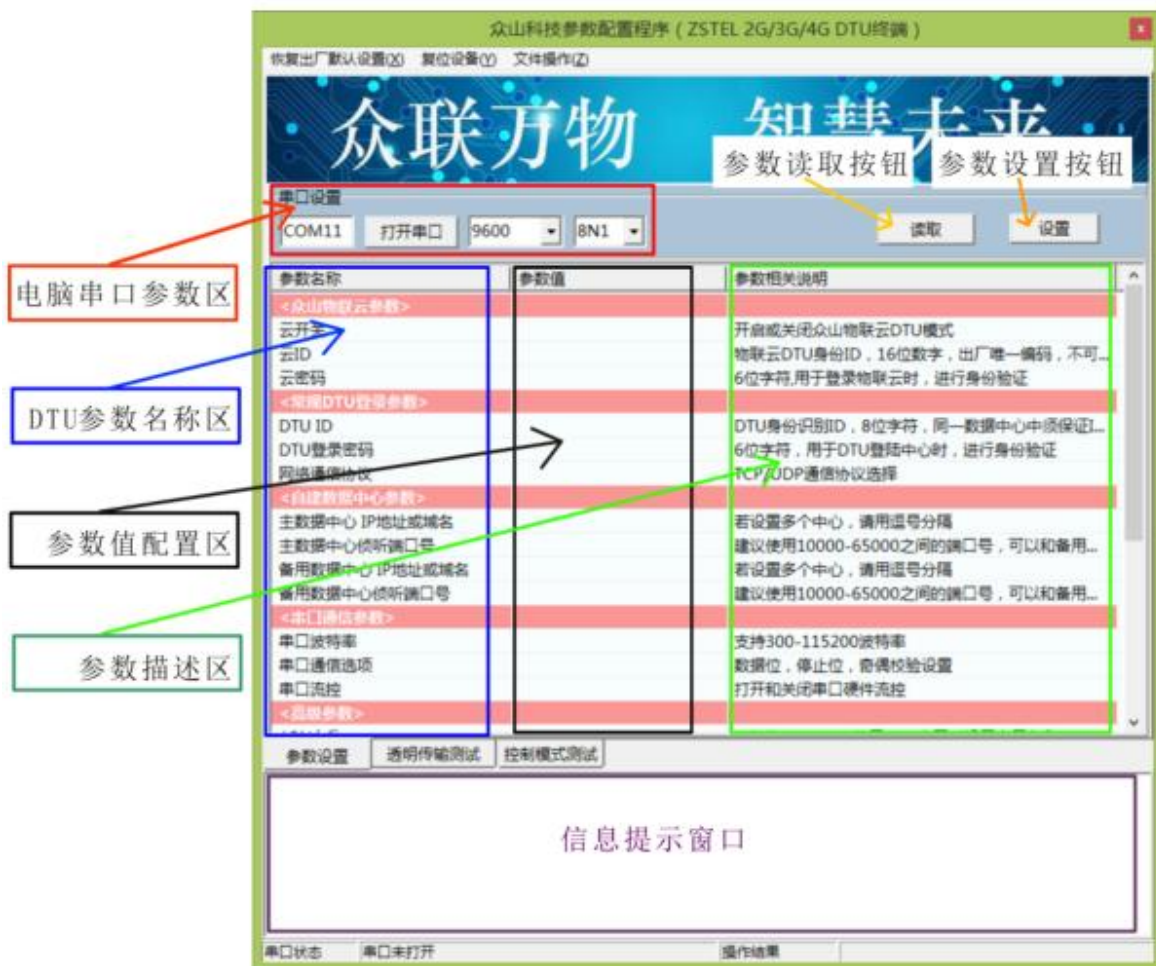 众山科技参数配置程序（ZSTEL 2G/3G/4G DTU终端）
x
恢复出厂默认设置(X) 复位设备(Y) 文件操作(Z)
众联万物 智慧未来
参数读取按钮 参数设置按钮
串口设置
COM11 打开串口 9600 8N1 读取 设置
电脑串口参数区
参数名称 参数值 参数相关说明
<众山物联云参数>
云开关 开启或关闭众山物联云DTU模式
云ID 物联云DTU身份ID，16位数字，出厂唯一编码，不可...
云密码 6位字符,用于登录物联云时，进行身份验证
<常规DTU登录参数>
DTU参数名称区
DTU ID DTU身份识别ID，8位字符，同一数据中心中须保证I...
DTU登录密码 6位字符，用于DTU登陆中心时，进行身份验证
网络通信协议 TCP/UDP通信协议选择
<自建数据中心参数>
主数据中心 IP地址或域名 若设置多个中心，请用逗号分隔
参数值配置区
主数据中心侦听端口号 建议使用10000-65000之间的端口号，可以和备用...
备用数据中心 IP地址或域名 若设置多个中心，请用逗号分隔
备用数据中心侦听端口号 建议使用10000-65000之间的端口号，可以和备用...
<串口通信参数>
串口波特率 支持300-115200波特率
参数描述区
串口通信选项 数据位，停止位，奇偶校验设置
串口流控 打开和关闭串口硬件流控
<高级参数>
参数设置 透明传输测试 控制模式测试
信息提示窗口
串口状态 串口未打开 操作结果